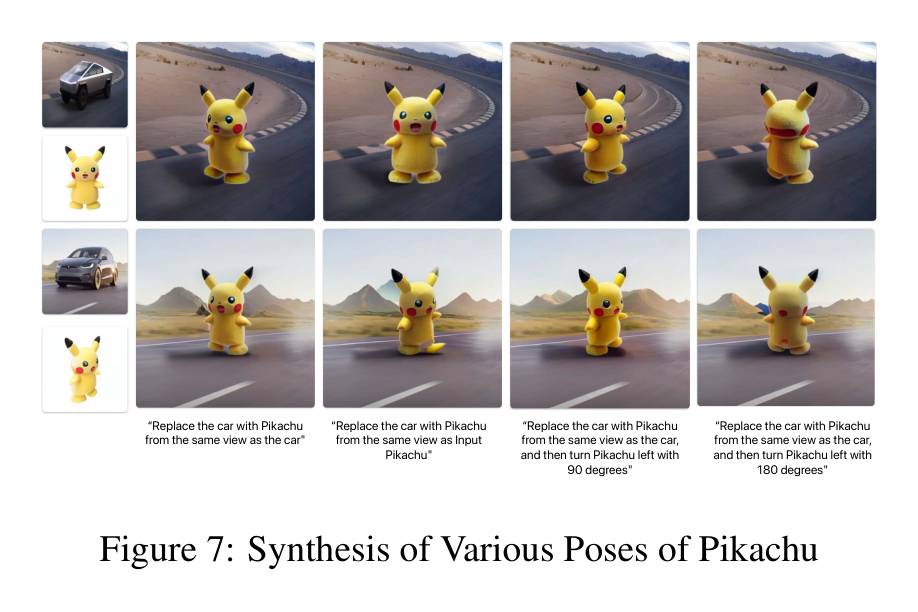 “Replace the car with Pikachu
from the same view as the car"
“Replace the car with Pikachu
from the same view as Input
Pikachu"
“Replace the car with Pikachu
from the same view as the car,
and then turn Pikachu left with
90 degrees"
“Replace the car with Pikachu
from the same view as the car,
and then turn Pikachu left with
180 degrees"
Figure 7: Synthesis of Various Poses of Pikachu